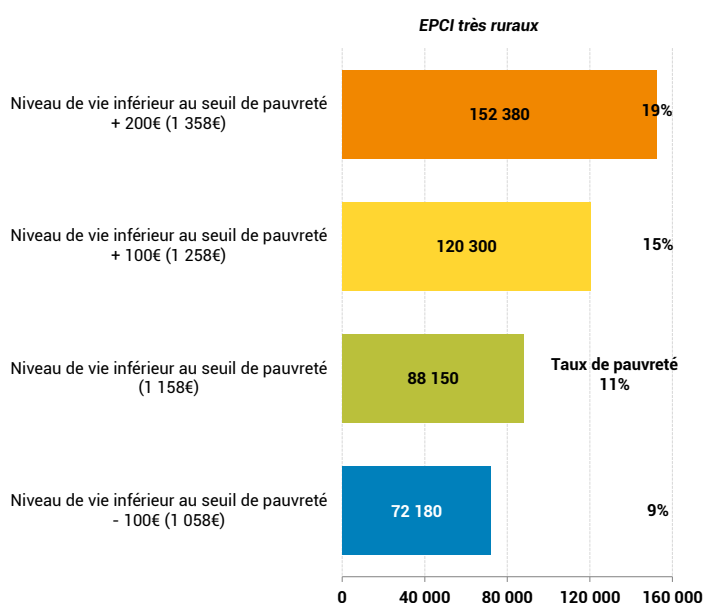 EPCI très ruraux
Niveau de vie inférieur au seuil de pauvreté
+ 200€ (1 358€)
152 380
19%
Niveau de vie inférieur au seuil de pauvreté
+ 100€ (1 258€)
120 300
15%
Niveau de vie inférieur au seuil de pauvreté
(1 158€)
88 150
Taux de pauvreté
11%
Niveau de vie inférieur au seuil de pauvreté
- 100€ (1 058€)
72 180
9%
0 40 000 80 000 120 000 160 000